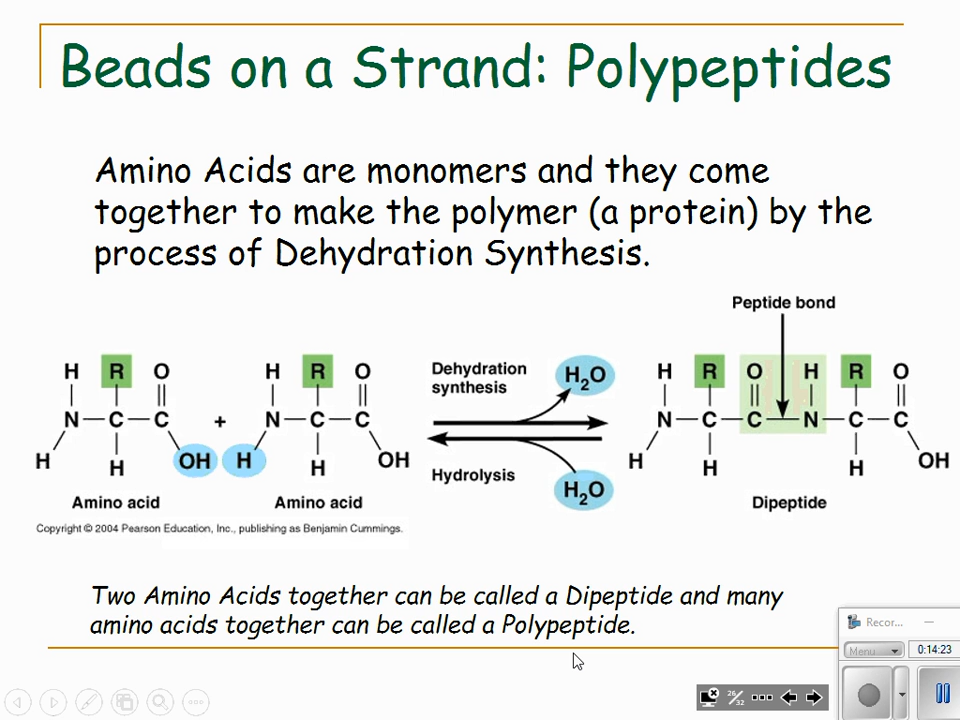 Beads on a Strand: Polypeptides
Amino Acids are monomers and they come
together to make the polymer (a protein) by the
process of Dehydration Synthesis.
Peptide bond
H R O H R O Dehydration synthesis H2O H R O H R O
N C C + N C C N C C N C C
H H OH H H OH Hydrolysis H2O H H H OH
Amino acid Amino acid Dipeptide
Copyright © 2004 Pearson Education, Inc., publishing as Benjamin Cummings.
Two Amino Acids together can be called a Dipeptide and many
amino acids together can be called a Polypeptide.
Recor...
Menu 0:14:23
26/32